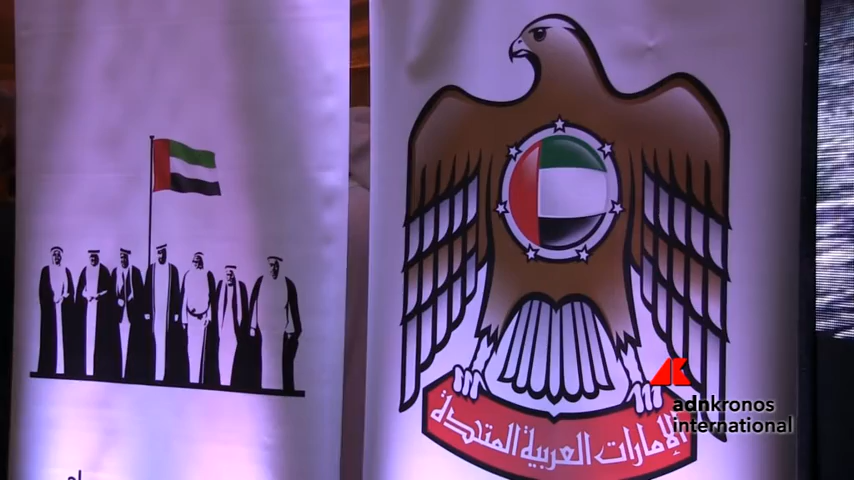 الإمارات العربية المتحدة
adnkronos
international